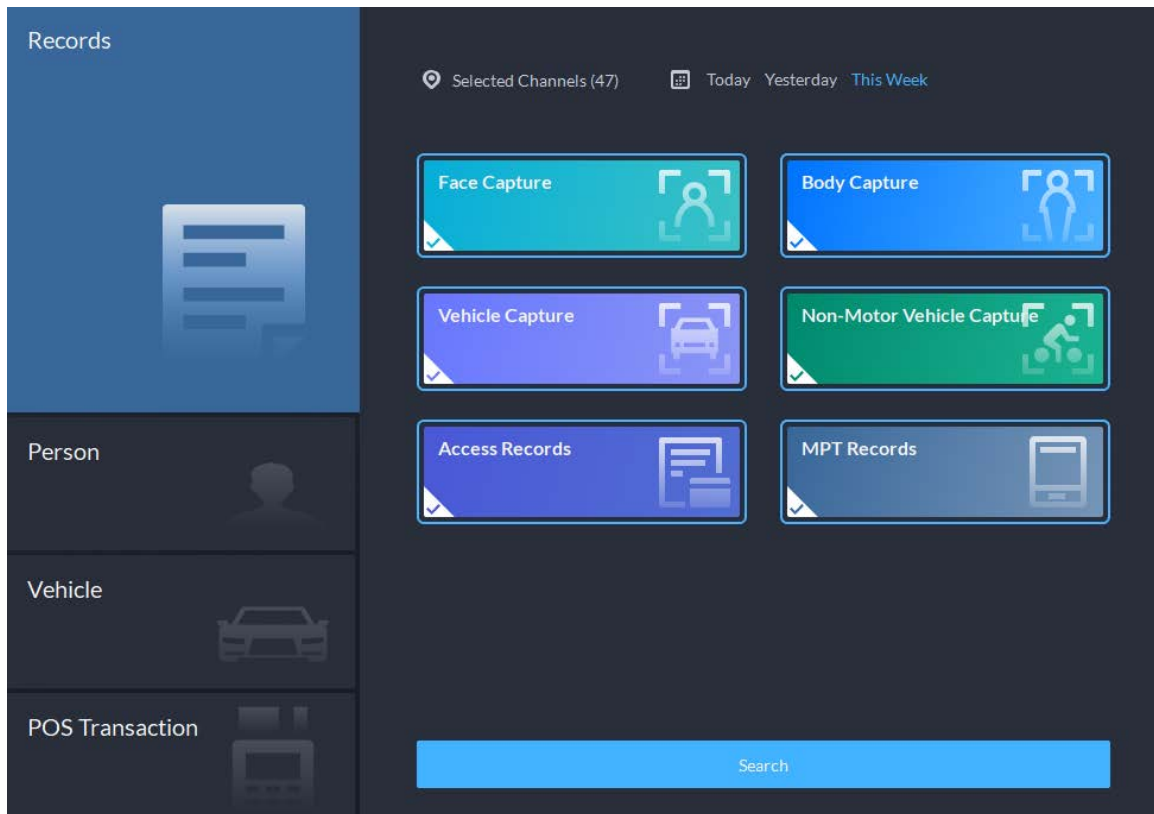 Records
Person
Vehicle
POS Transaction
Selected Channels (47) Today Yesterday This Week
Face Capture Body Capture
Vehicle Capture Non-Motor Vehicle Capture
Access Records MPT Records
Search